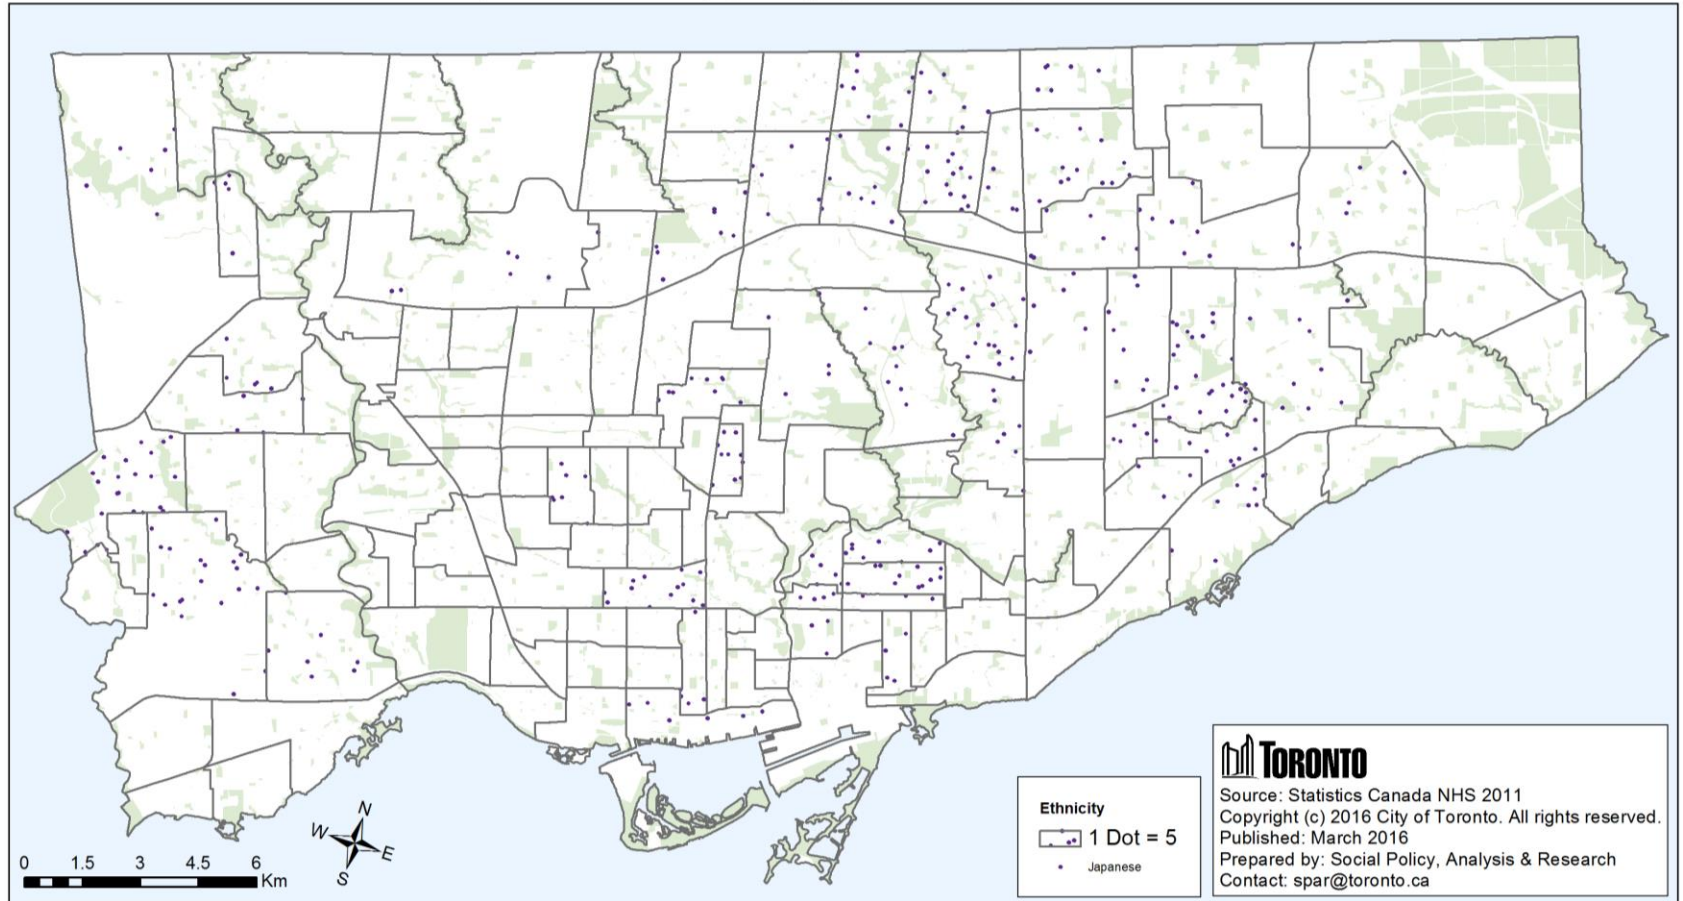 N
W
E
S
0 1.5 3 4.5 6
Km
Ethnicity
1 Dot = 5
Japanese
TORONTO
Source: Statistics Canada NHS 2011
Copyright (c) 2016 City of Toronto. All rights reserved.
Published: March 2016
Prepared by: Social Policy, Analysis & Research
Contact: spar@toronto.ca